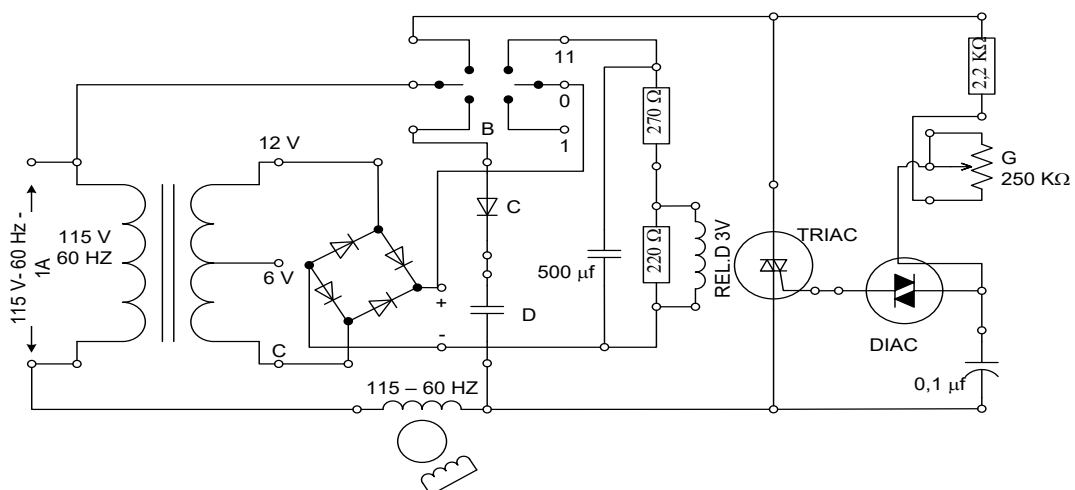 11
0
1
B
12 V
6 V
C
115 V- 60 Hz -
1A
115 V
60 HZ
+
-
C
D
500 µf
270 Ω
220 Ω
REL.D 3V
TRIAC
DIAC
2,2 KΩ
G
250 KΩ
0,1 µf
115 – 60 HZ